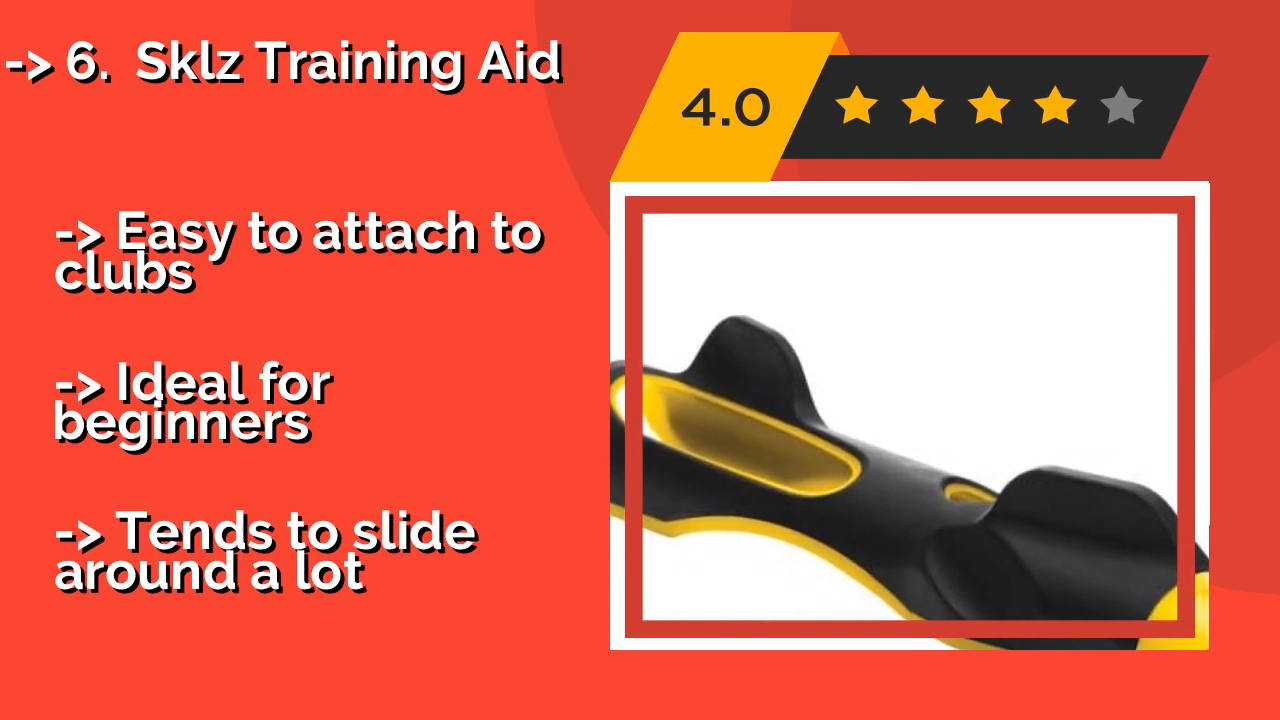 -> 6. Sklz Training Aid
4.0
-> Easy to attach to
clubs
-> Ideal for
beginners
-> Tends to slide
around a lot